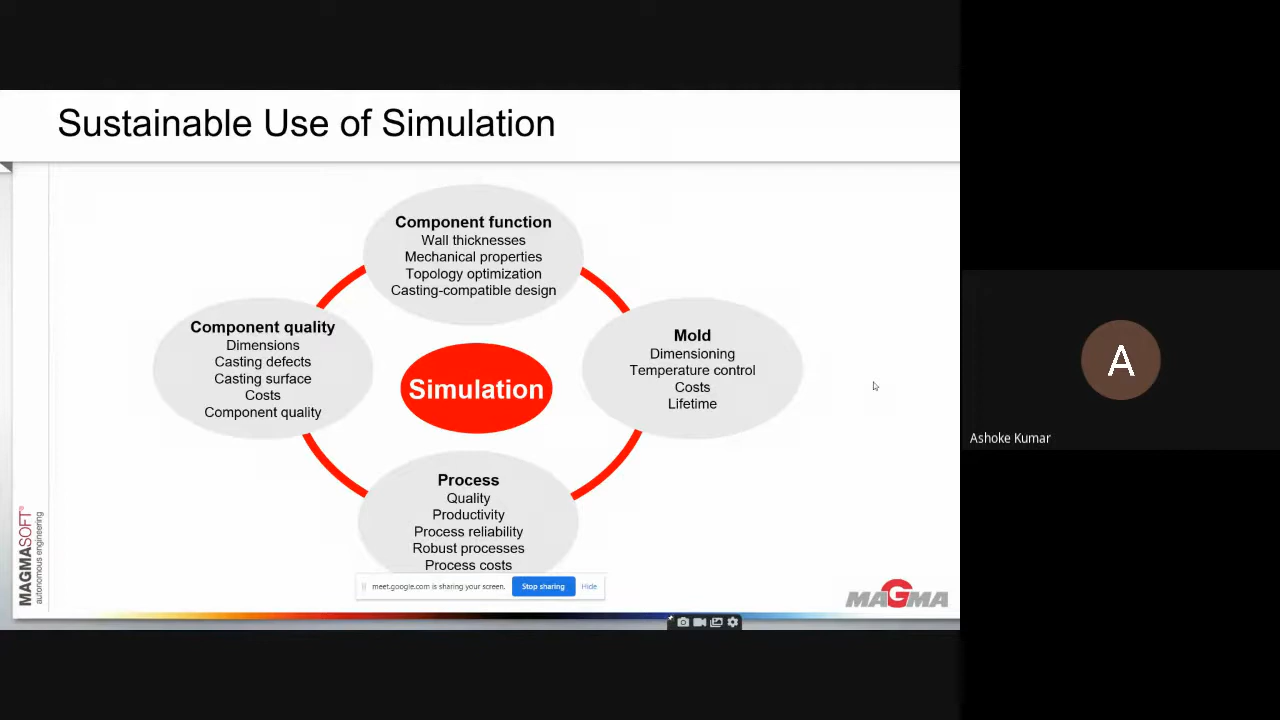 Sustainable Use of Simulation
Component function
Wall thicknesses
Mechanical properties
Topology optimization
Casting-compatible design
Component quality
Dimensions
Casting defects
Casting surface
Costs
Component quality
Simulation
Mold
Dimensioning
Temperature control
Costs
Lifetime
Process
Quality
Productivity
Process reliability
Robust processes
Process costs
meet.google.com is sharing your screen.
Stop sharing
Hide
MAGMASOFT®
autonomous engineering
MAGMA
A
Ashoke Kumar